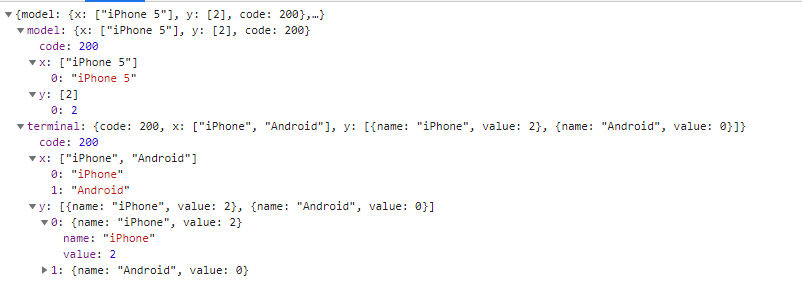 {model: {x: ["iPhone 5"], y: [2], code: 200},…}
model: {x: ["iPhone 5"], y: [2], code: 200}
code: 200
x: ["iPhone 5"]
0: "iPhone 5"
y: [2]
0: 2
terminal: {code: 200, x: ["iPhone", "Android"], y: [{name: "iPhone", value: 2}, {name: "Android", value: 0}]}
code: 200
x: ["iPhone", "Android"]
0: "iPhone"
1: "Android"
y: [{name: "iPhone", value: 2}, {name: "Android", value: 0}]
0: {name: "iPhone", value: 2}
name: "iPhone"
value: 2
1: {name: "Android", value: 0}